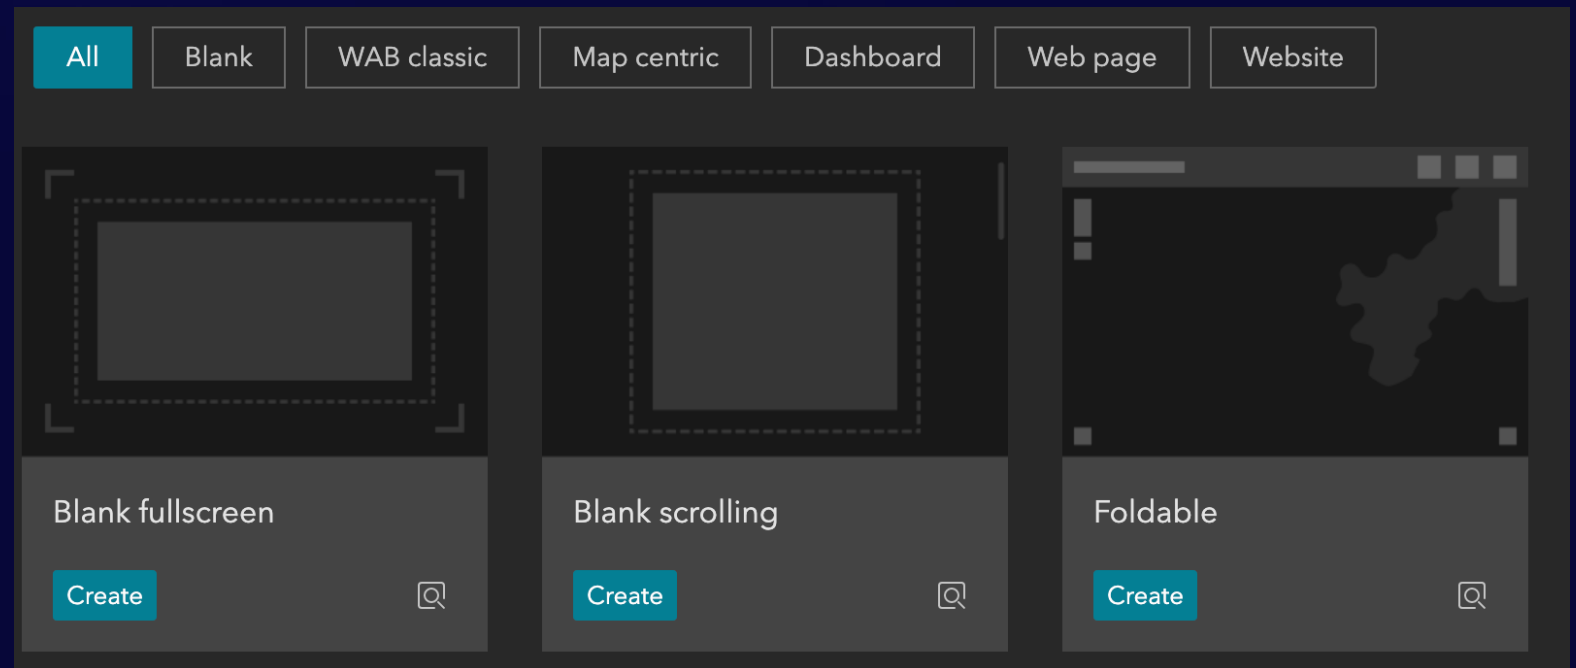 All Blank WAB classic Map centric Dashboard Web page Website
Blank fullscreen Blank scrolling Foldable
Create Create Create